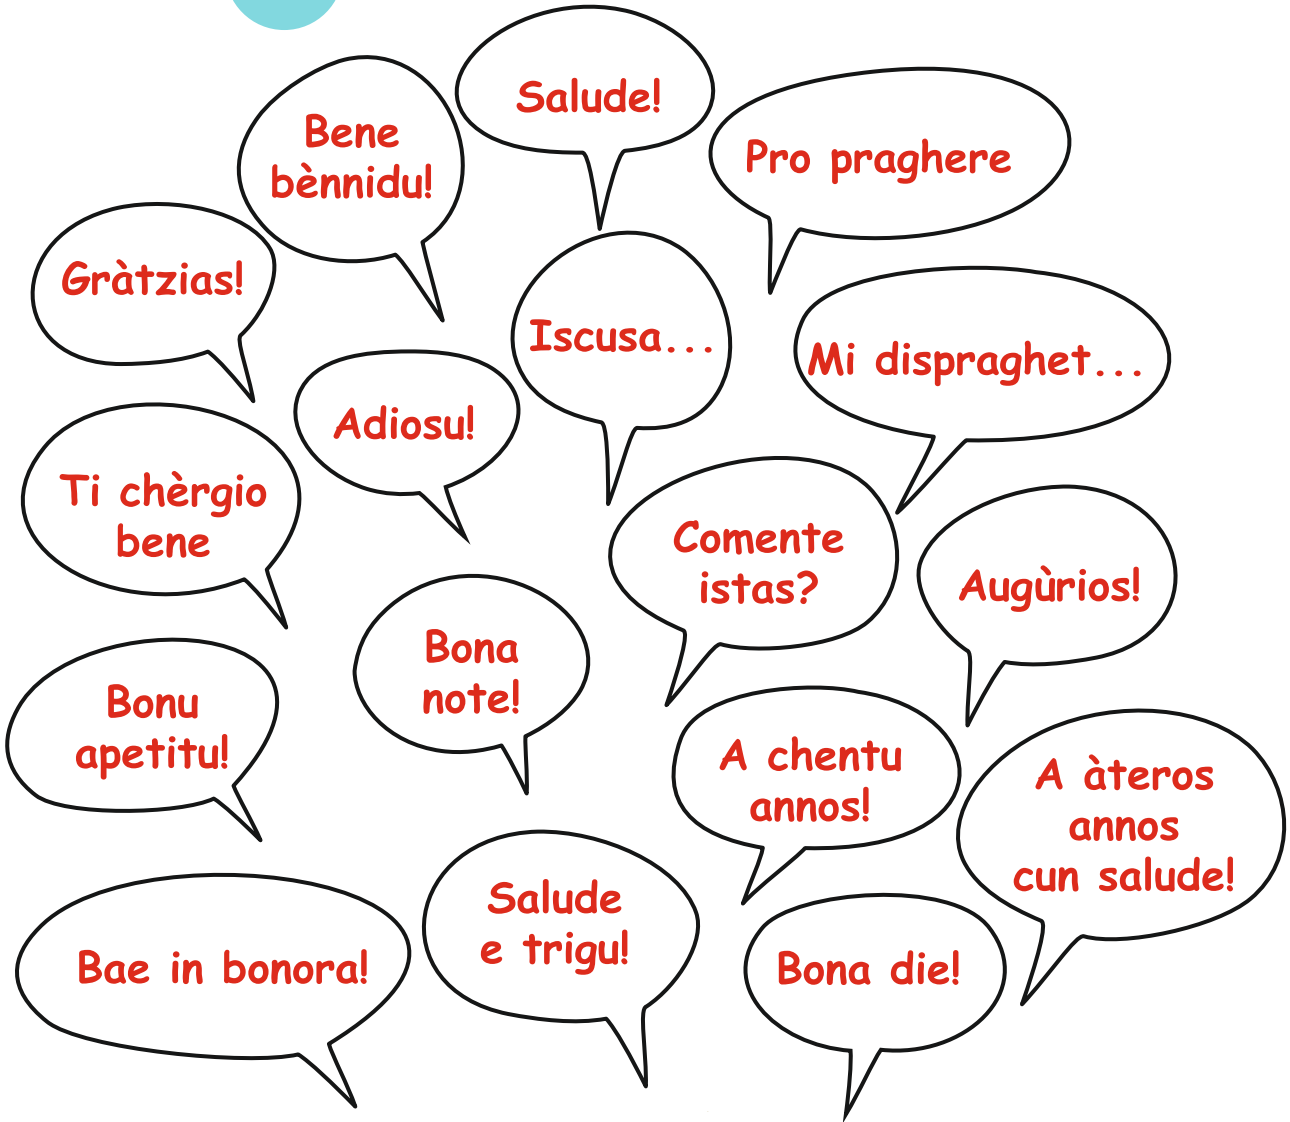 Salude!
Bene
bènnidu!
Pro praghere
Gràtzias!
Iscusa...
Mi dispraghet...
Adiosu!
Ti chèrgio
bene
Comente
istas?
Augùrios!
Bona
note!
Bonu
apetitu!
A chentu
annos!
A àteros
annos
cun salude!
Salude
e trigu!
Bae in bonora!
Bona die!